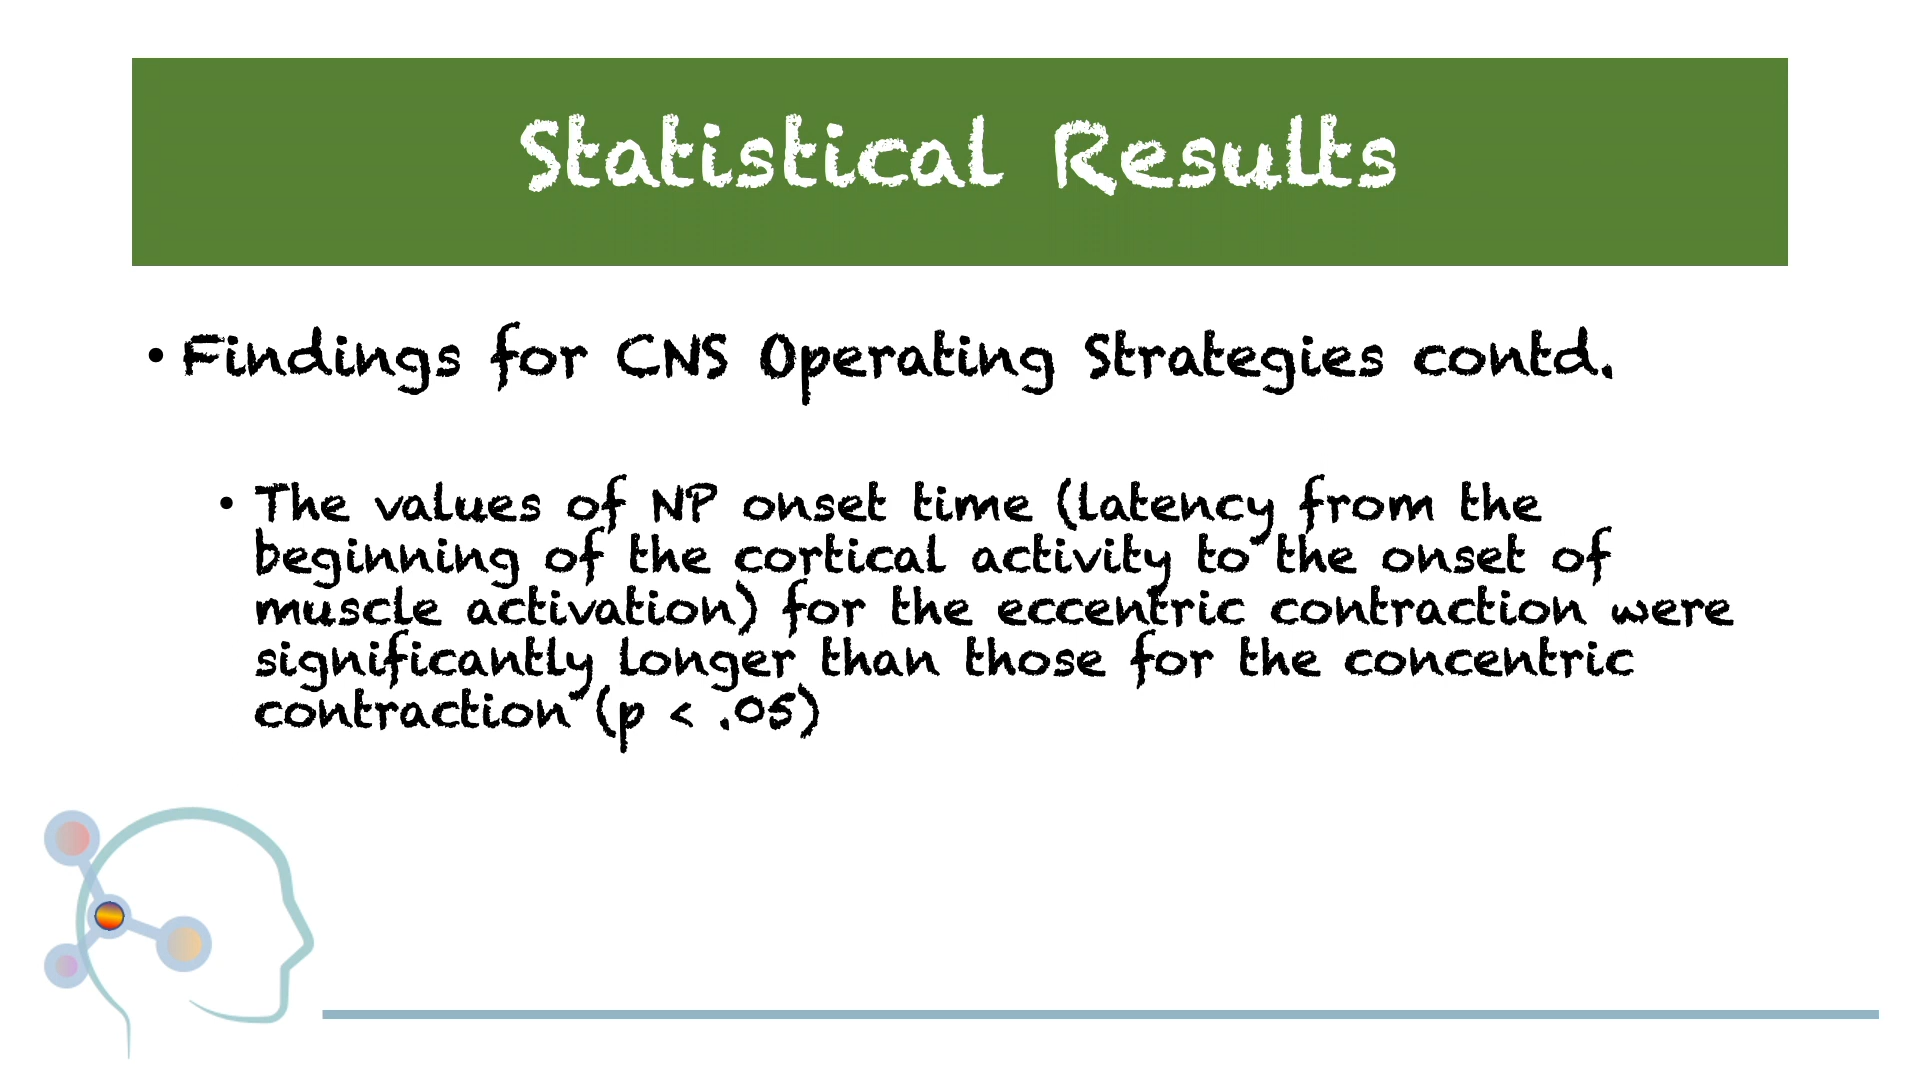 Statistical Results
• Findings for CNS Operating Strategies contd.
• The values of NP onset time (latency from the
beginning of the cortical activity to the onset of
muscle activation) for the eccentric contraction were
significantly longer than those for the concentric
contraction (p < .05)